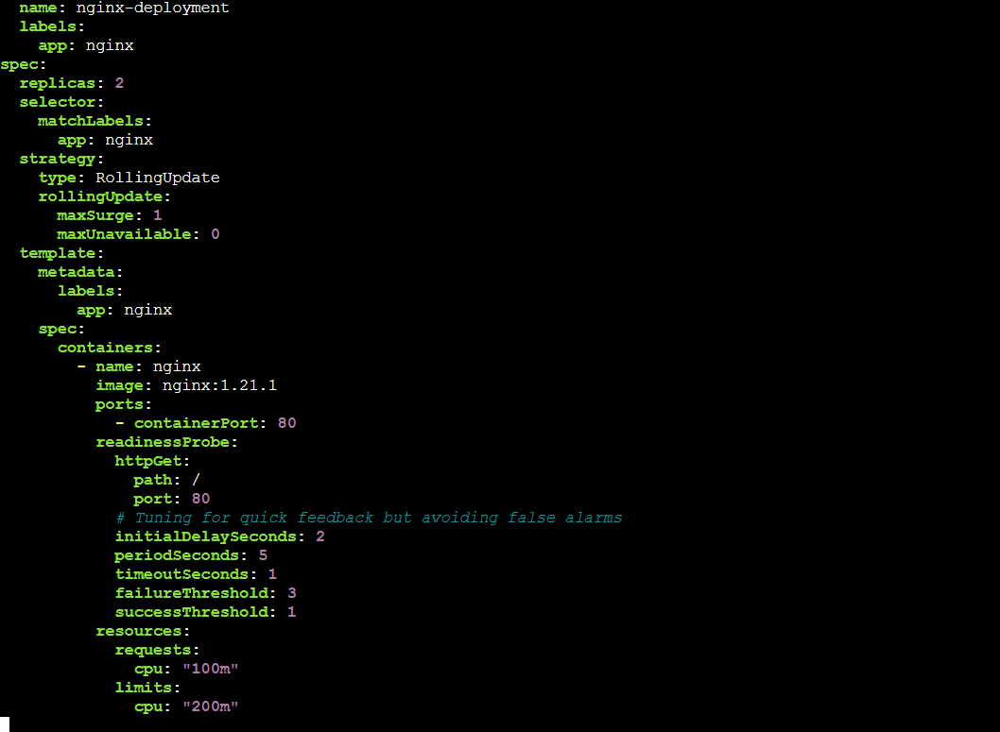 name: nginx-deployment
  labels:
    app: nginx
spec:
  replicas: 2
  selector:
    matchLabels:
      app: nginx
  strategy:
    type: RollingUpdate
    rollingUpdate:
      maxSurge: 1
      maxUnavailable: 0
  template:
    metadata:
      labels:
        app: nginx
    spec:
      containers:
        - name: nginx
          image: nginx:1.21.1
          ports:
            - containerPort: 80
          readinessProbe:
            httpGet:
              path: /
              port: 80
            # Tuning for quick feedback but avoiding false alarms
            initialDelaySeconds: 2
            periodSeconds: 5
            timeoutSeconds: 1
            failureThreshold: 3
            successThreshold: 1
          resources:
            requests:
              cpu: "100m"
            limits:
              cpu: "200m"